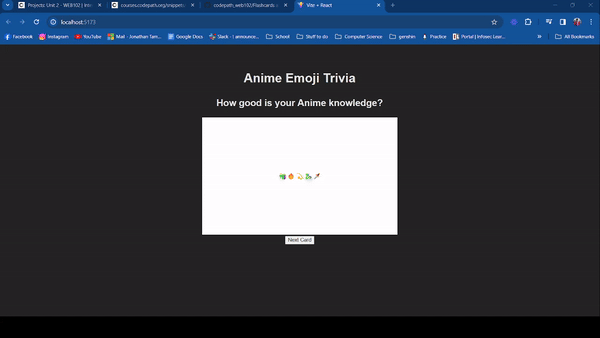 Projects: Unit 2 - WEB102 | Int
courses.codepath.org/snippets
codepath_web102/Flashcards
Vite + React
localhost:5173
Facebook
Instagram
YouTube
Mail - Jonathan Tam...
Google Docs
Slack - 1 announce...
School
Stuff to do
Computer Science
genshin
Practice
Portal | Infosec Lear...
All Bookmarks
Anime Emoji Trivia
How good is your Anime knowledge?
Next Card